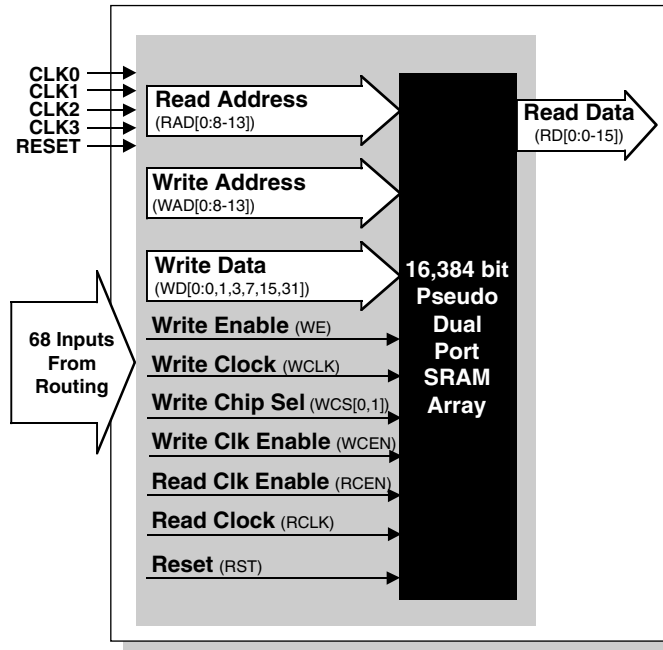 CLK0
CLK1
CLK2
CLK3
RESET
Read Address
(RAD[0:8-13])
Write Address
(WAD[0:8-13])
Write Data
(WD[0:0,1,3,7,15,31])
Write Enable (WE)
Write Clock (WCLK)
Write Chip Sel (WCS[0,1])
Write Clk Enable (WCEN)
Read Clk Enable (RCEN)
Read Clock (RCLK)
Reset (RST)
68 Inputs
From
Routing
16,384 bit
Pseudo
Dual
Port
SRAM
Array
Read Data
(RD[0:0-15])